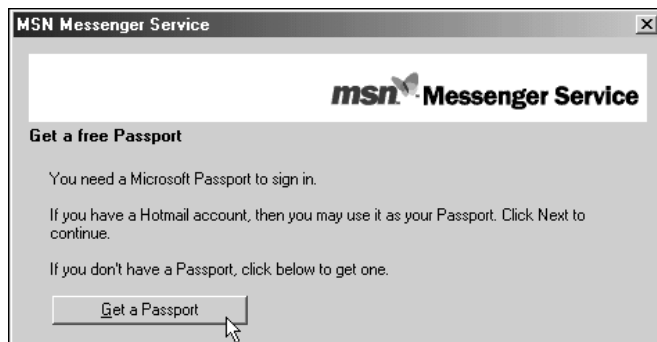 MSN Messenger Service
msn Messenger Service
Get a free Passport
You need a Microsoft Passport to sign in.
If you have a Hotmail account, then you may use it as your Passport. Click Next to
continue.
If you don't have a Passport, click below to get one.
Get a Passport